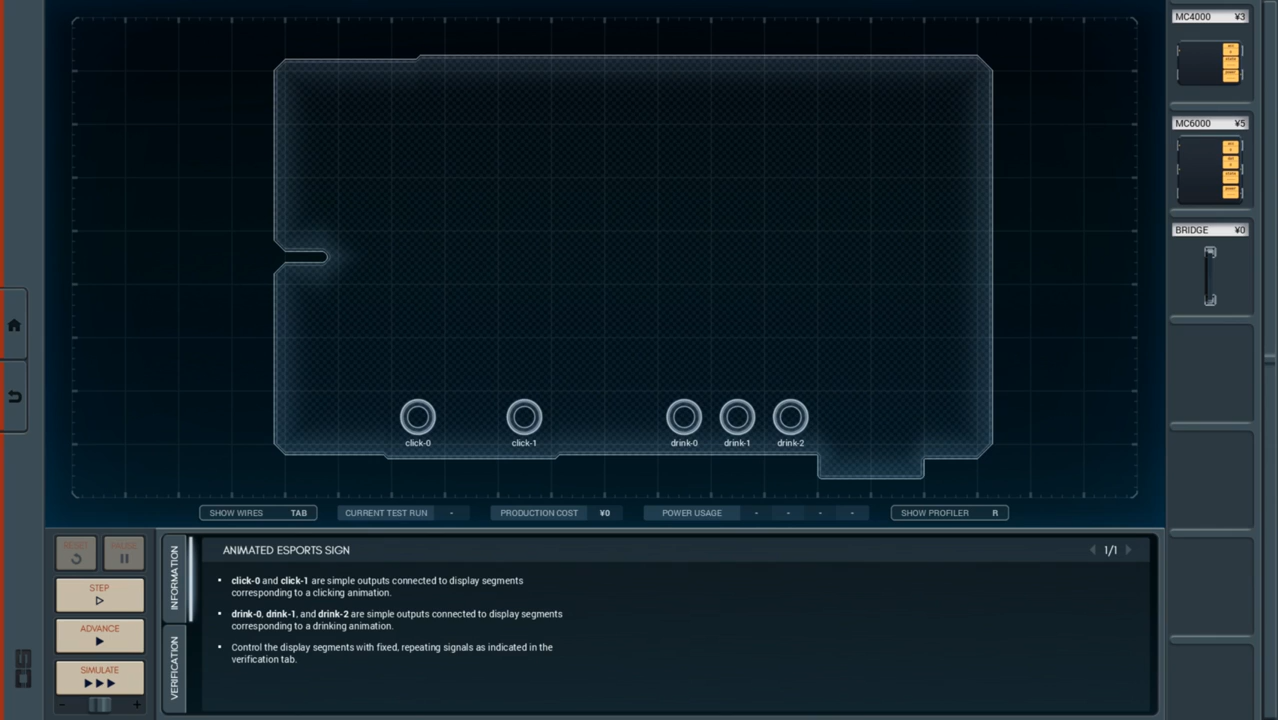 MC4000 ¥3
MC6000 ¥5
BRIDGE ¥0
click-0 click-1 drink-0 drink-1 drink-2
SHOW WIRES TAB CURRENT TEST RUN - PRODUCTION COST ¥0 POWER USAGE - - - - SHOW PROFILER R
RESET PAUSE
STEP
ADVANCE
SIMULATE
- +
INFORMATION
VERIFICATION
ANIMATED ESPORTS SIGN 1/1
• click-0 and click-1 are simple outputs connected to display segments
corresponding to a clicking animation.
• drink-0, drink-1, and drink-2 are simple outputs connected to display segments
corresponding to a drinking animation.
• Control the display segments with fixed, repeating signals as indicated in the
verification tab.